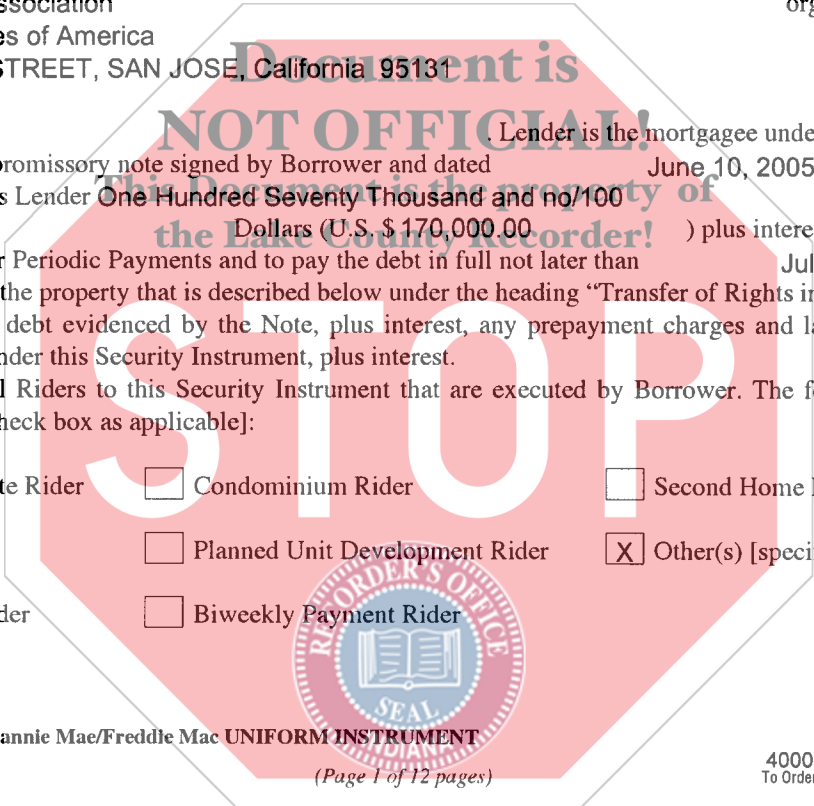 ssociation
org
es of America
STREET, SAN JOSE, California 95131
Document is
NOT OFFICIAL!
. Lender is the mortgagee unde
promissory note signed by Borrower and dated June 10, 2005
This Document is the property of
s Lender One Hundred Seventy Thousand and no/100
the Lake County Recorder!
Dollars (U.S. $ 170,000.00 ) plus intere
r Periodic Payments and to pay the debt in full not later than Jul
the property that is described below under the heading “Transfer of Rights in
debt evidenced by the Note, plus interest, any prepayment charges and la
nder this Security Instrument, plus interest.
l Riders to this Security Instrument that are executed by Borrower. The f
heck box as applicable]:
STOP
te Rider Condominium Rider Second Home
Planned Unit Development Rider X Other(s) [speci
der Biweekly Payment Rider
RECORDER'S OFFICE
SEAL
INDIANA
annie Mae/Freddie Mac UNIFORM INSTRUMENT
(Page 1 of 12 pages)
4000
To Order